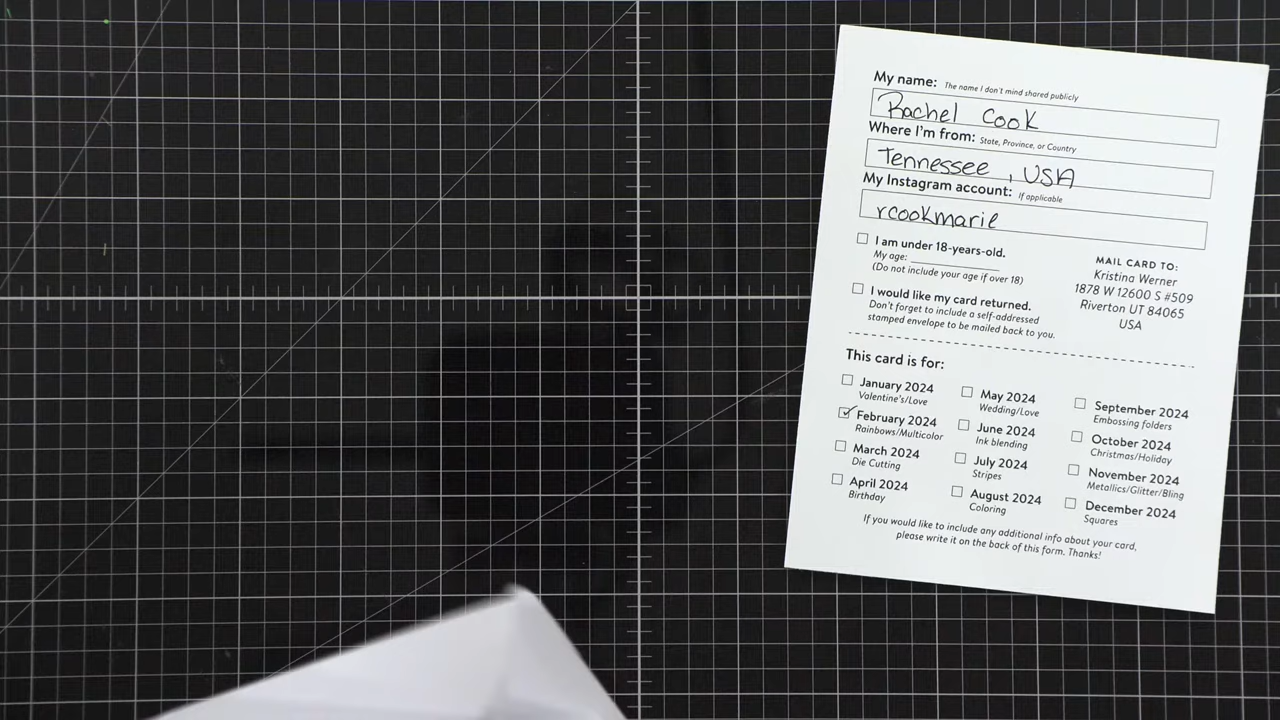 My name: The name I don't mind shared publicly
Rachel Cook
Where I'm from: State, Province, or Country
Tennessee, USA
My Instagram account: If applicable
rcookmarie
I am under 18-years-old.
My age: ____________
(Do not include your age if over 18)
I would like my card returned.
Don't forget to include a self-addressed
stamped envelope to be mailed back to you.
MAIL CARD TO:
Kristina Werner
1878 W 12600 S #509
Riverton UT 84065
USA
This card is for:
January 2024
Valentine's/Love
February 2024
Rainbows/Multicolor
March 2024
Die Cutting
April 2024
Birthday
May 2024
Wedding/Love
June 2024
Ink blending
July 2024
Stripes
August 2024
Coloring
September 2024
Embossing folders
October 2024
Christmas/Holiday
November 2024
Metallics/Glitter/Bling
December 2024
Squares
If you would like to include any additional info about your card,
please write it on the back of this form. Thanks!